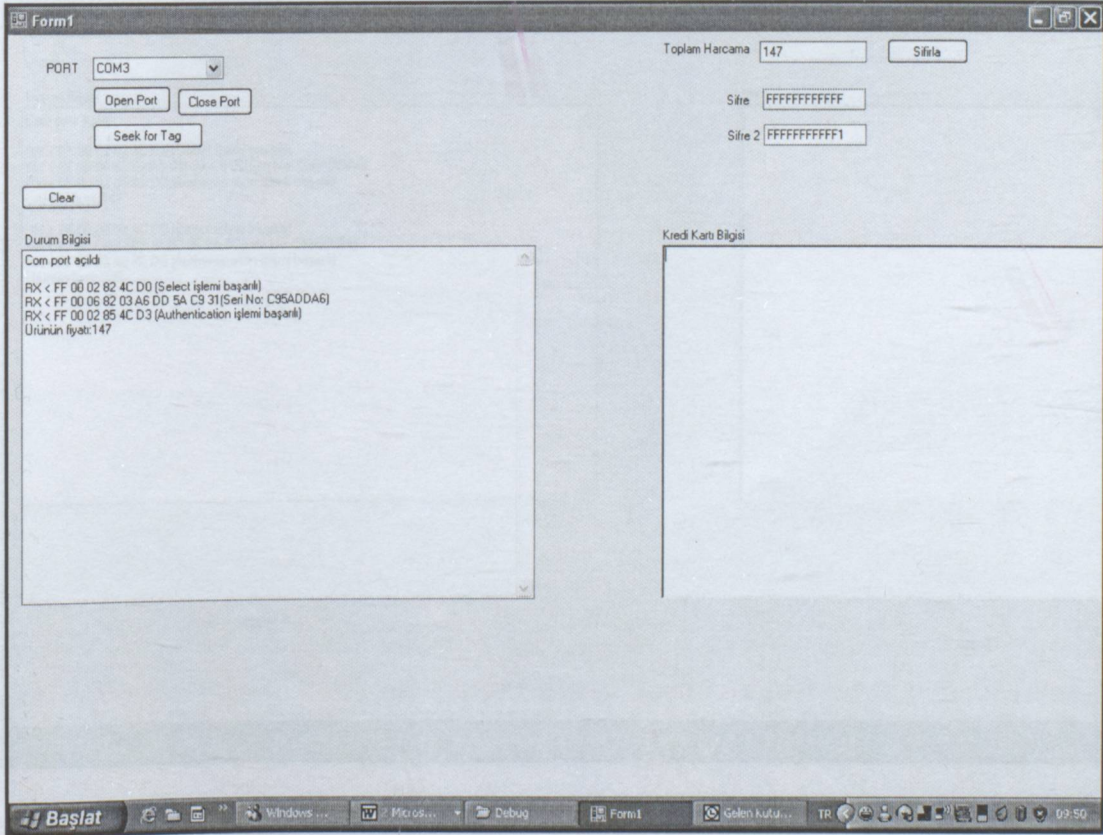 Form1
PORT COM3
Open Port Close Port
Seek for Tag
Clear
Toplam Harcama 147 Sifirla
Sifre FFFFFFFFFFFF
Sifre 2 FFFFFFFFFFF1
Durum Bilgisi
Com port açıldı
RX < FF 00 02 82 4C D0 (Select işlemi başarılı)
RX < FF 00 06 82 03 A6 DD 5A C9 31(Seri No: C95ADDA6)
RX < FF 00 02 85 4C D3 (Authentication işlemi başarılı)
Ürünün fiyatı:147
Kredi Kartı Bilgisi
Başlat Windows ... Micros... Debug Form1 Gelen Kutu... TR 09:50